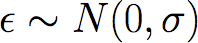 ϵ ∼ N(0, σ)